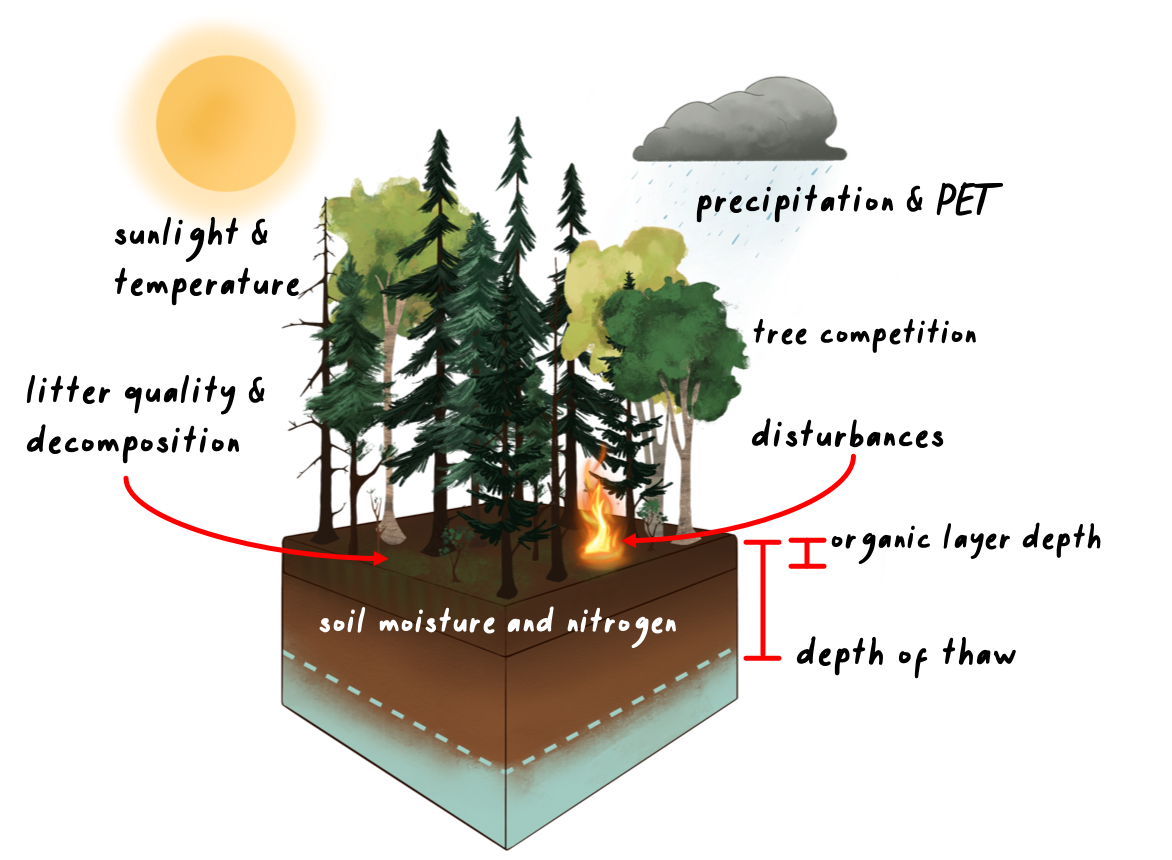 sunlight &
temperature
precipitation & PET
tree competition
litter quality &
decomposition
disturbances
organic layer depth
soil moisture and nitrogen
depth of thaw